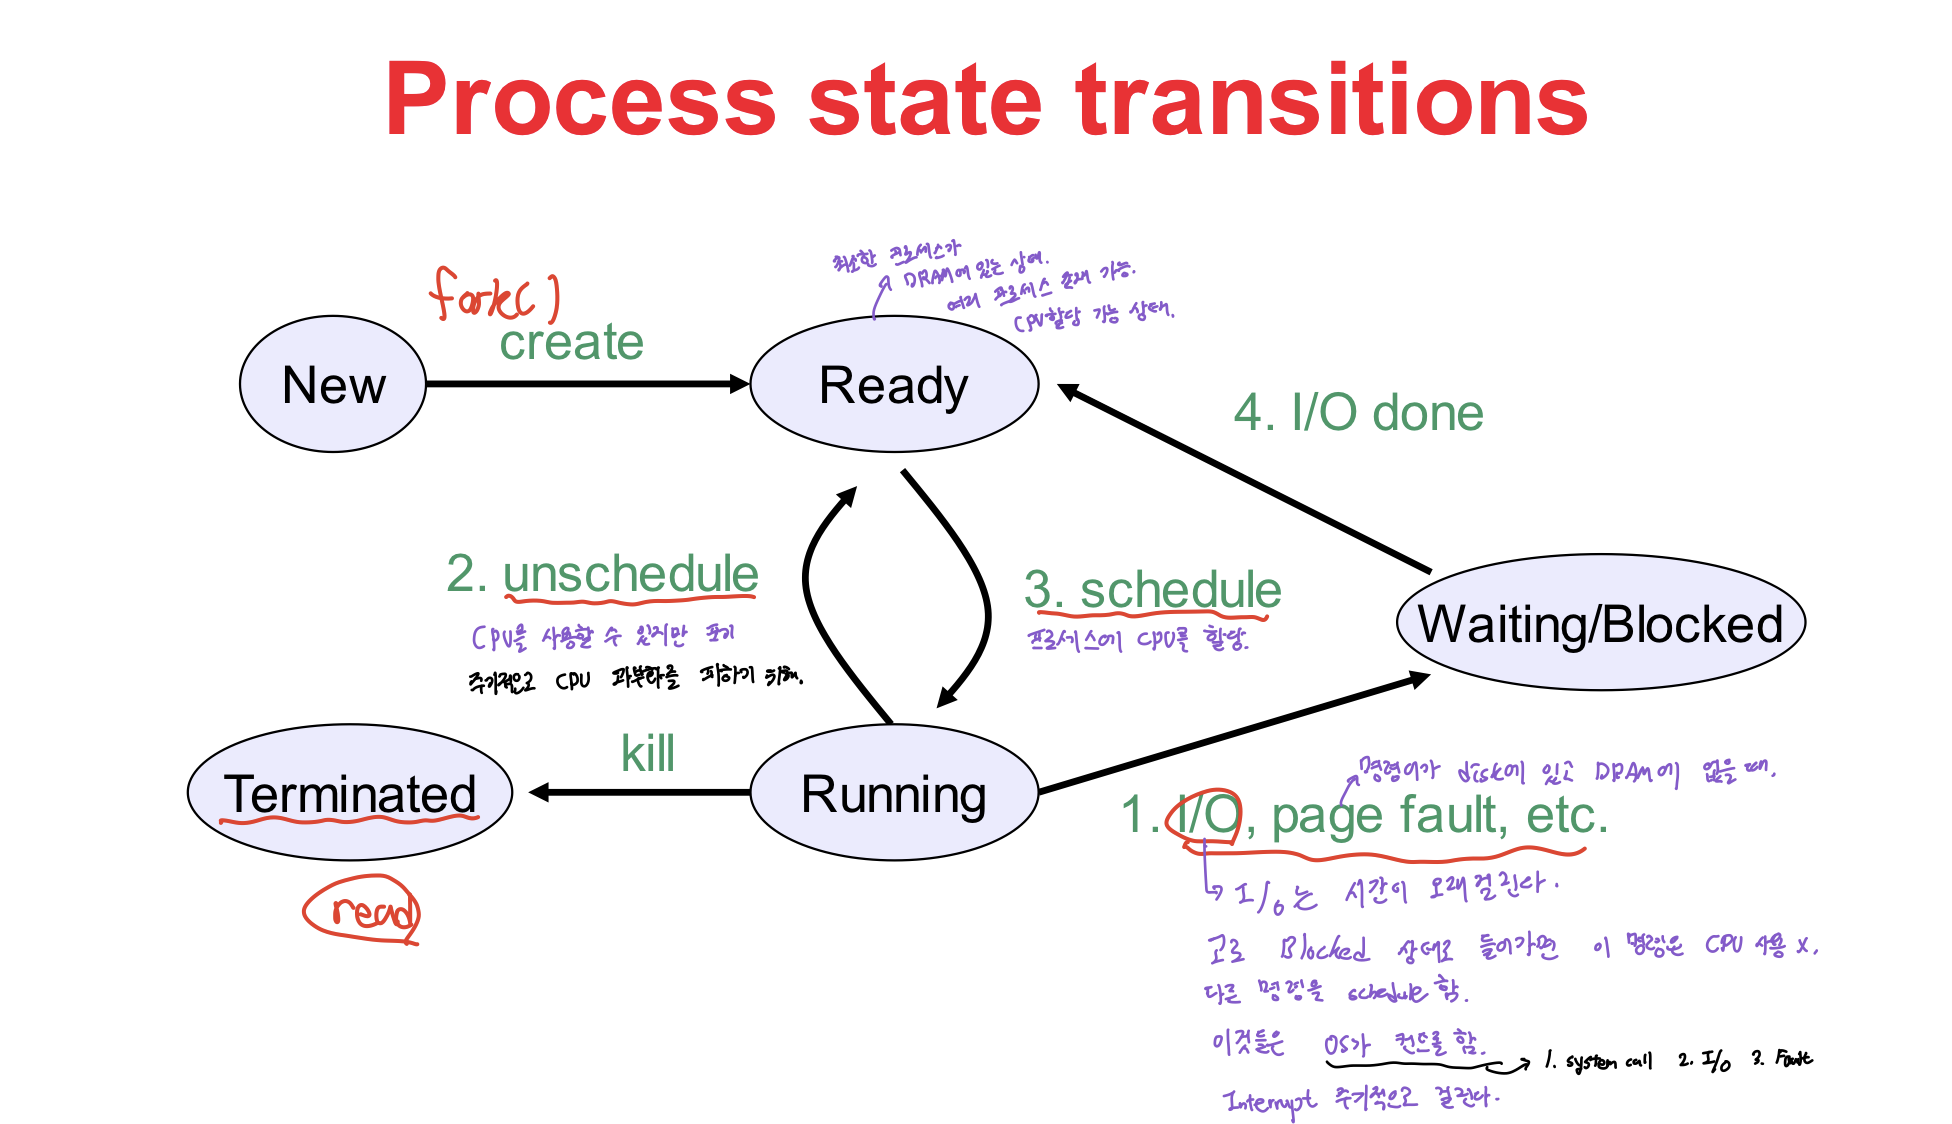 Process state transitions
최소한 프로세스가
DRAM에 있는 상태.
여러 프로세스 존재 가능.
CPU할당 가능 상태.
fork()
create
New
Ready
4. I/O done
2. unschedule
CPU을 사용할 수 있지만 포기
주기적으로 CPU 과부하을 피하기 위해.
3. schedule
프로세스에 CPU를 할당.
Waiting/Blocked
kill
Terminated
Running
read
명령어가 disk에 있고 DRAM에 없을 때.
1. I/O, page fault, etc.
I/O는 시간이 오래걸린다.
고로 Blocked 상태로 들어가면 이 명령은 CPU 사용 x.
다른 명령을 schedule 함.
이것들은 OS가 컨트롤 함.
1. system call 2. I/O 3. Fault
Interrupt 주기적으로 걸린다.